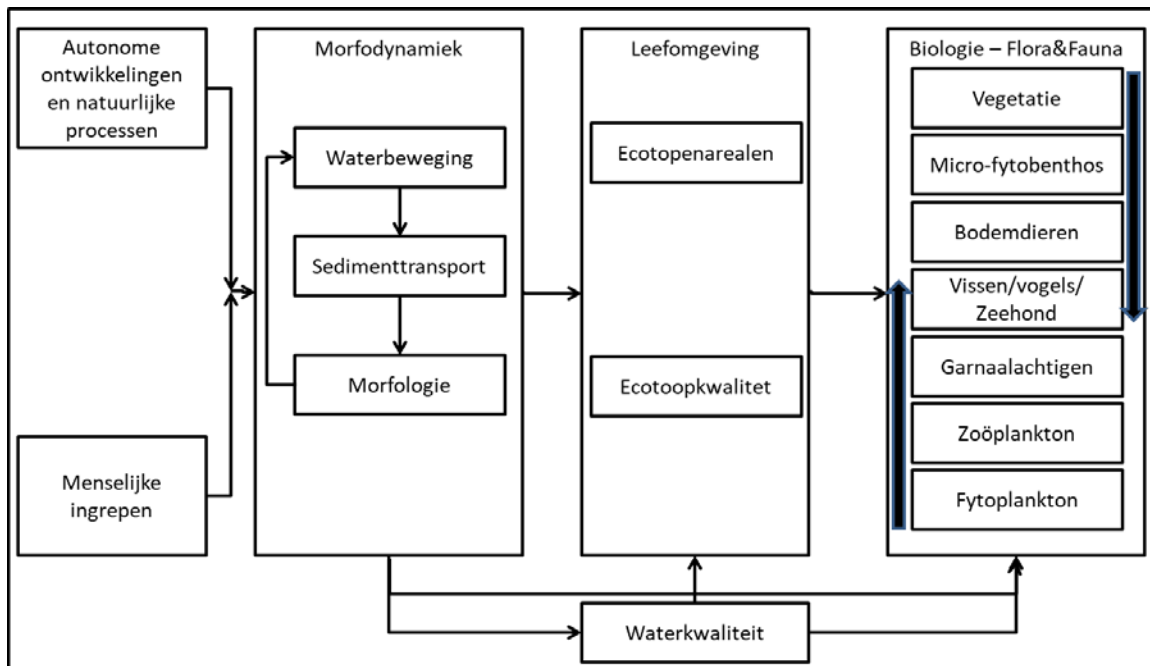 Autonome
ontwikkelingen
en natuurlijke
processen
Menselijke
ingrepen
Morfodynamiek
Waterbeweging
Sedimenttransport
Morfologie
Leefomgeving
Ecotopenarealen
Ecotoopkwalitet
Waterkwaliteit
Biologie – Flora&Fauna
Vegetatie
Micro-fytobenthos
Bodemdieren
Vissen/vogels/
Zeehond
Garnaalachtigen
Zoöplankton
Fytoplankton